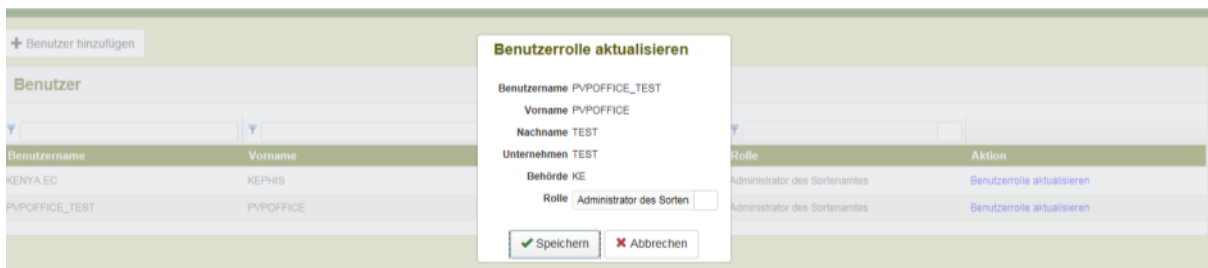 Benutzer hinzufügen
Benutzer
Benutzername Vorname Rolle Aktion
KENYA.EC KEPHIS Administrator des Sortenamtes Benutzerrolle aktualisieren
PVPOFFICE_TEST PVPOFFICE Administrator des Sortenamtes Benutzerrolle aktualisieren
Benutzerrolle aktualisieren
Benutzername PVPOFFICE_TEST
Vorname PVPOFFICE
Nachname TEST
Unternehmen TEST
Behörde KE
Rolle Administrator des Sorten
Speichern Abbrechen